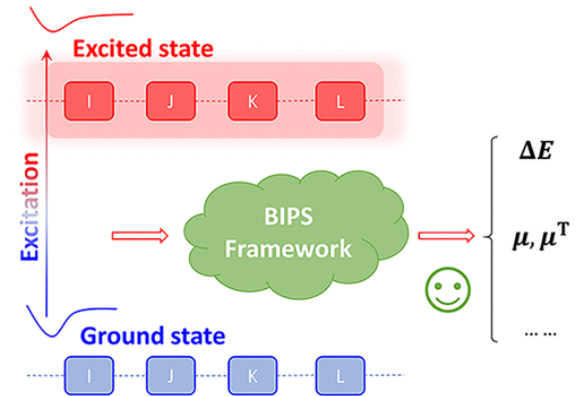 Excited state
I J K L
Excitation
BIPS
Framework
ΔE
μ, μᵀ
... ...
Ground state
I J K L